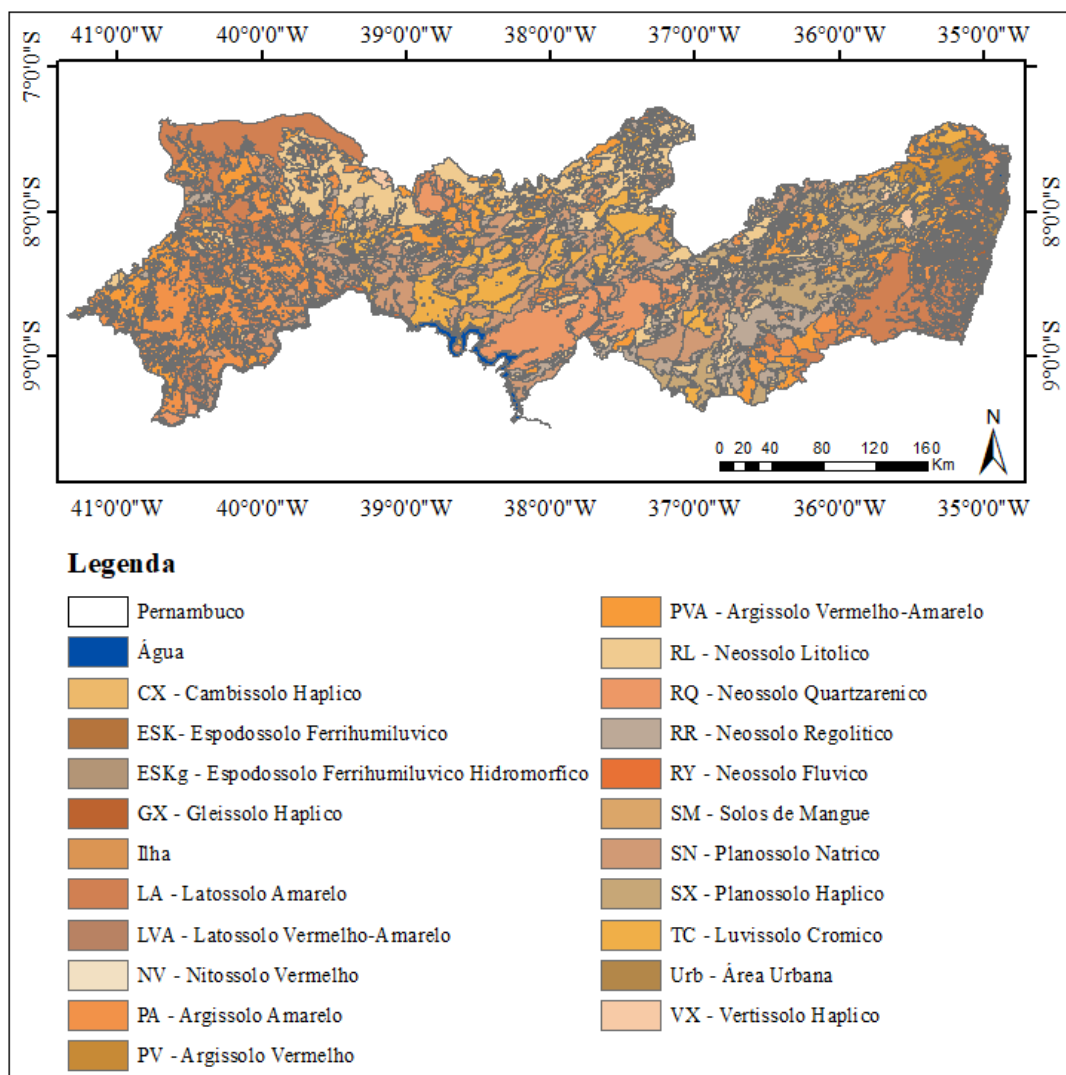 41°0'0"W 40°0'0"W 39°0'0"W 38°0'0"W 37°0'0"W 36°0'0"W 35°0'0"W
7°0'0"S
8°0'0"S 8°0'0"S
9°0'0"S 9°0'0"S
N
0 20 40 80 120 160
Km
41°0'0"W 40°0'0"W 39°0'0"W 38°0'0"W 37°0'0"W 36°0'0"W 35°0'0"W
Legenda
Pernambuco
Água
CX - Cambissolo Haplico
ESK- Espodossolo Ferrihumiluvico
ESKg - Espodossolo Ferrihumiluvico Hidromorfico
GX - Gleissolo Haplico
Ilha
LA - Latossolo Amarelo
LVA - Latossolo Vermelho-Amarelo
NV - Nitossolo Vermelho
PA - Argissolo Amarelo
PV - Argissolo Vermelho
PVA - Argissolo Vermelho-Amarelo
RL - Neossolo Litolico
RQ - Neossolo Quartzarenico
RR - Neossolo Regolitico
RY - Neossolo Fluvico
SM - Solos de Mangue
SN - Planossolo Natrico
SX - Planossolo Haplico
TC - Luvissolo Cromico
Urb - Área Urbana
VX - Vertissolo Haplico